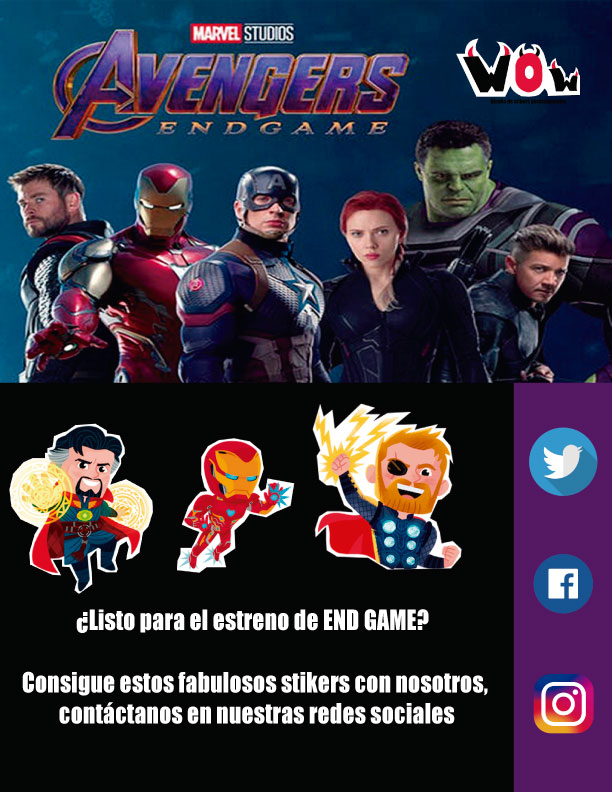 MARVEL STUDIOS
AVENGERS
ENDGAME
WOW
¿Listo para el estreno de END GAME?
Consigue estos fabulosos stikers con nosotros,
contáctanos en nuestras redes sociales